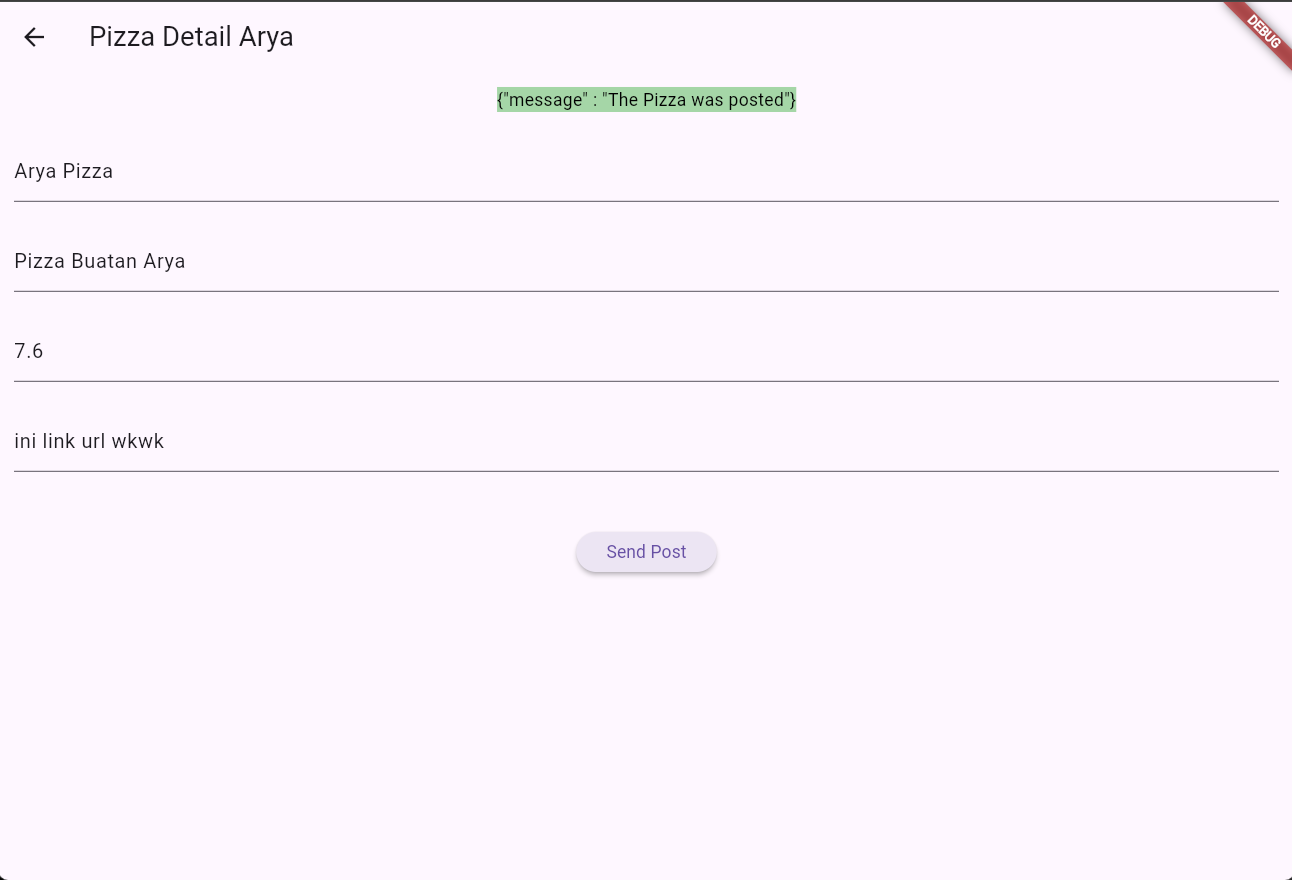 Pizza Detail Arya
DEBUG
{"message" : "The Pizza was posted"}
Arya Pizza
Pizza Buatan Arya
7.6
ini link url wkwk
Send Post